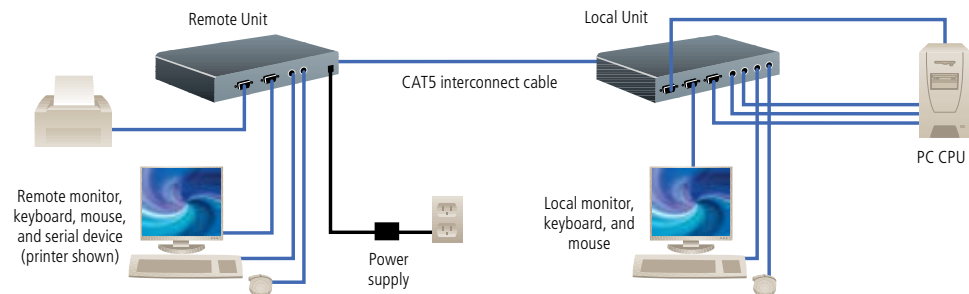 Remote Unit
Local Unit
CAT5 interconnect cable
PC CPU
Remote monitor,
keyboard, mouse,
and serial device
(printer shown)
Power
supply
Local monitor,
keyboard, and
mouse